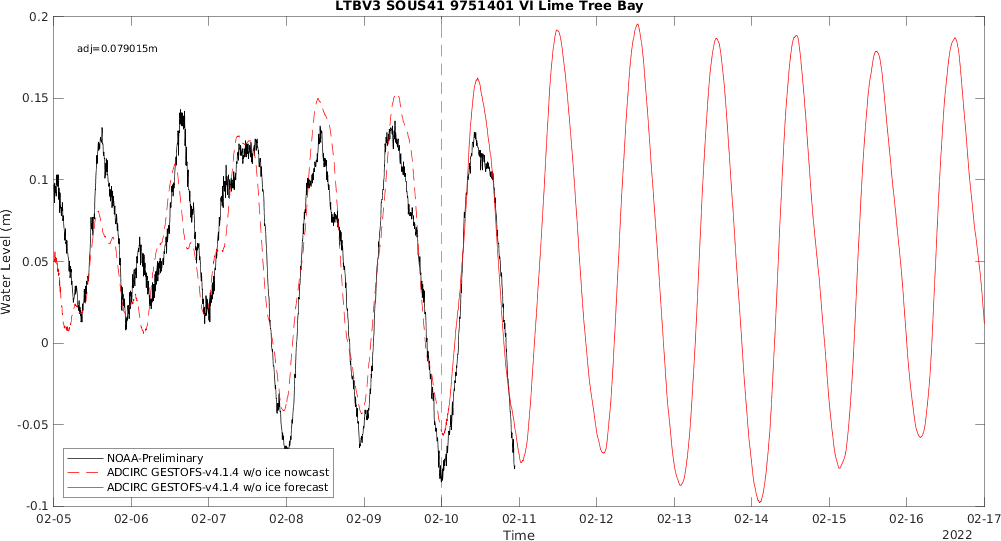 LTBV3 SOUS41 9751401 VI Lime Tree Bay
adj=0.079015m
0.2
0.15
0.1
0.05
0
-0.05
-0.1
Water Level (m)
NOAA-Preliminary
ADCIRC GESTOFS-v4.1.4 w/o ice nowcast
ADCIRC GESTOFS-v4.1.4 w/o ice forecast
02-05 02-06 02-07 02-08 02-09 02-10 02-11 02-12 02-13 02-14 02-15 02-16 02-17
Time
2022